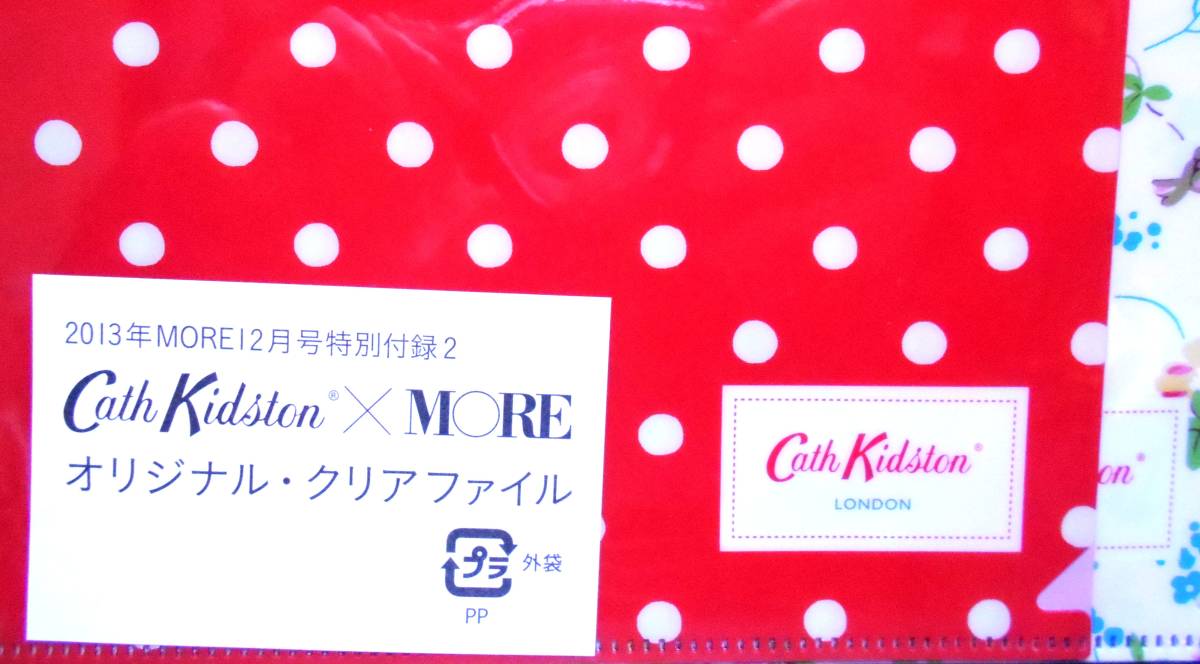 2013年MORE12月号特別付録2
Cath Kidston® × MORE
オリジナル・クリアファイル
プラ 外袋
PP
Cath Kidston®
LONDON
on®